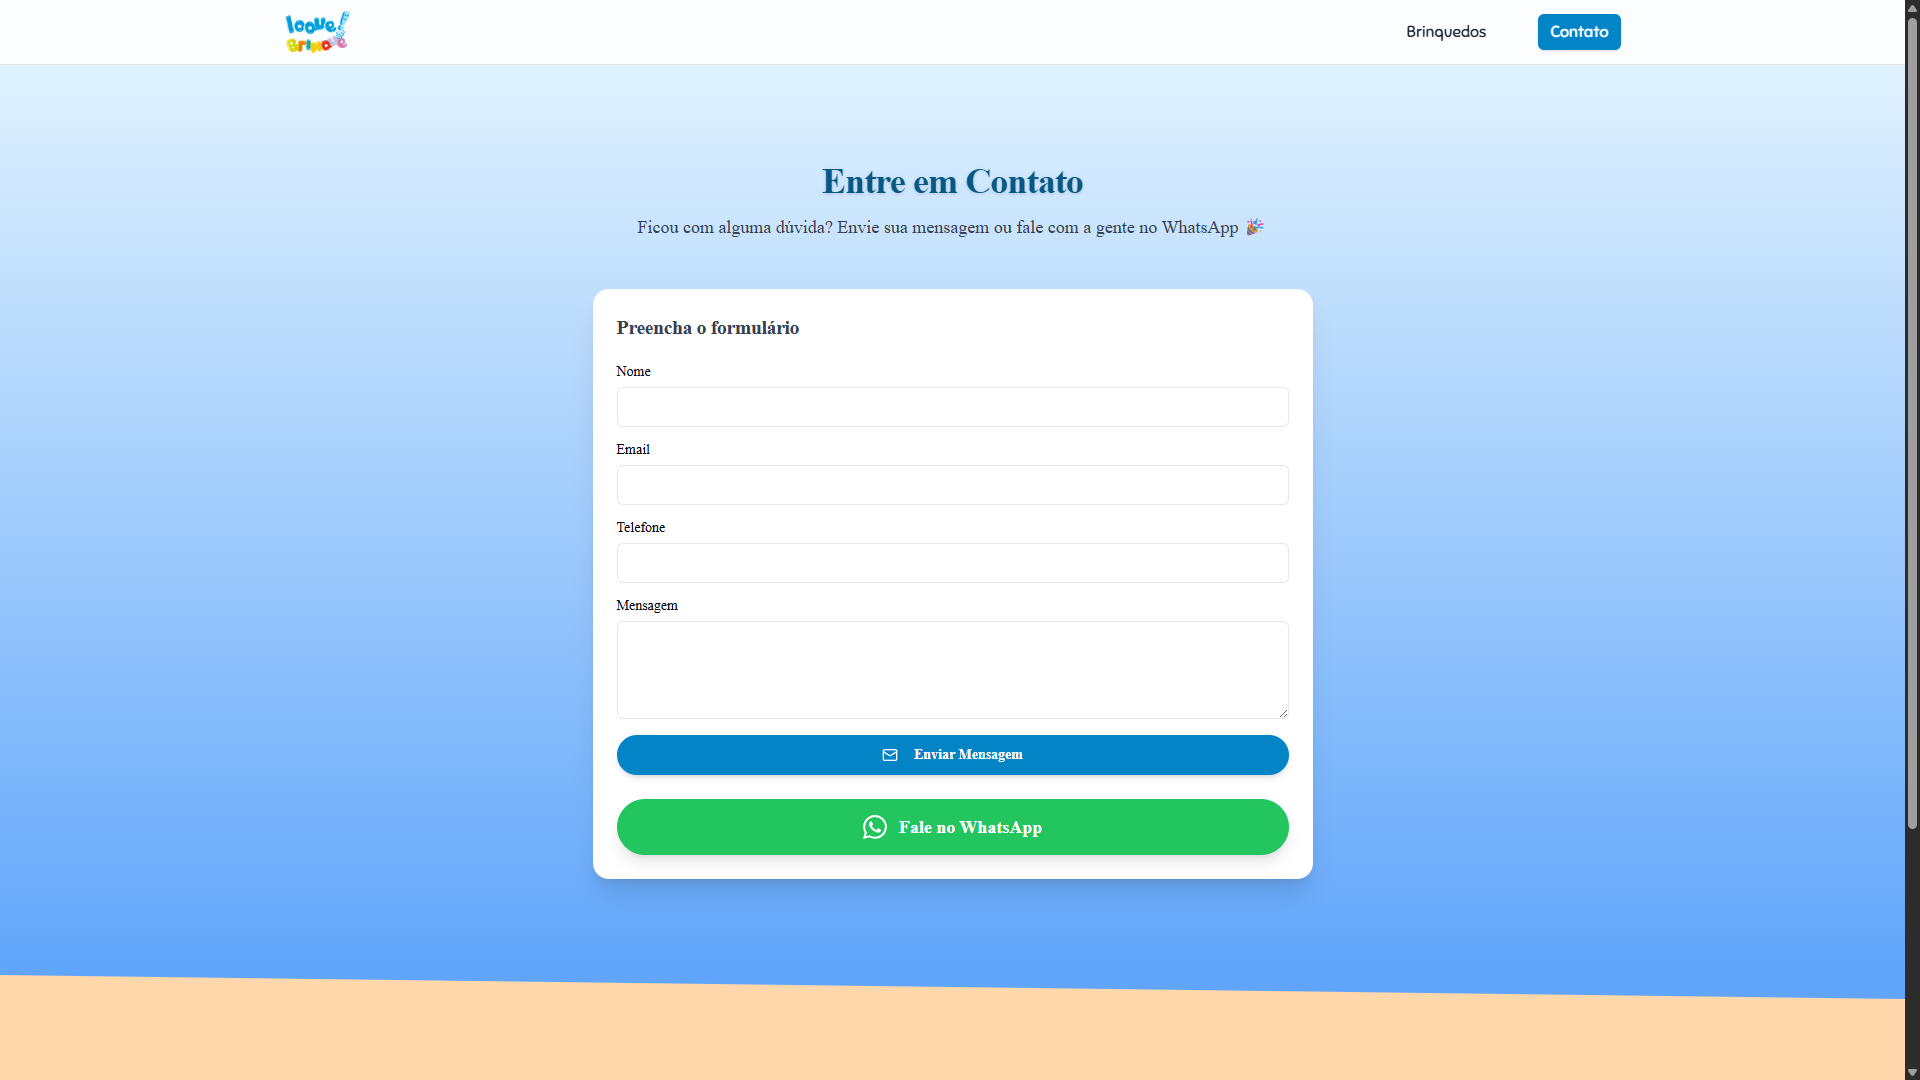 loque!
Brinque
Brinquedos
Contato
Entre em Contato
Ficou com alguma dúvida? Envie sua mensagem ou fale com a gente no WhatsApp 🎉
Preencha o formulário
Nome
Email
Telefone
Mensagem
Enviar Mensagem
Fale no WhatsApp